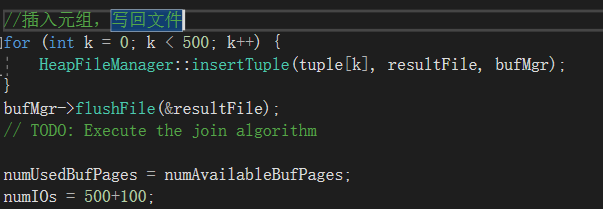 //插入元组，写回文件
for (int k = 0; k < 500; k++) {
HeapFileManager::insertTuple(tuple[k], resultFile, bufMgr);
}
bufMgr->flushFile(&resultFile);
// TODO: Execute the join algorithm
numUsedBufPages = numAvailableBufPages;
numIOs = 500+100;